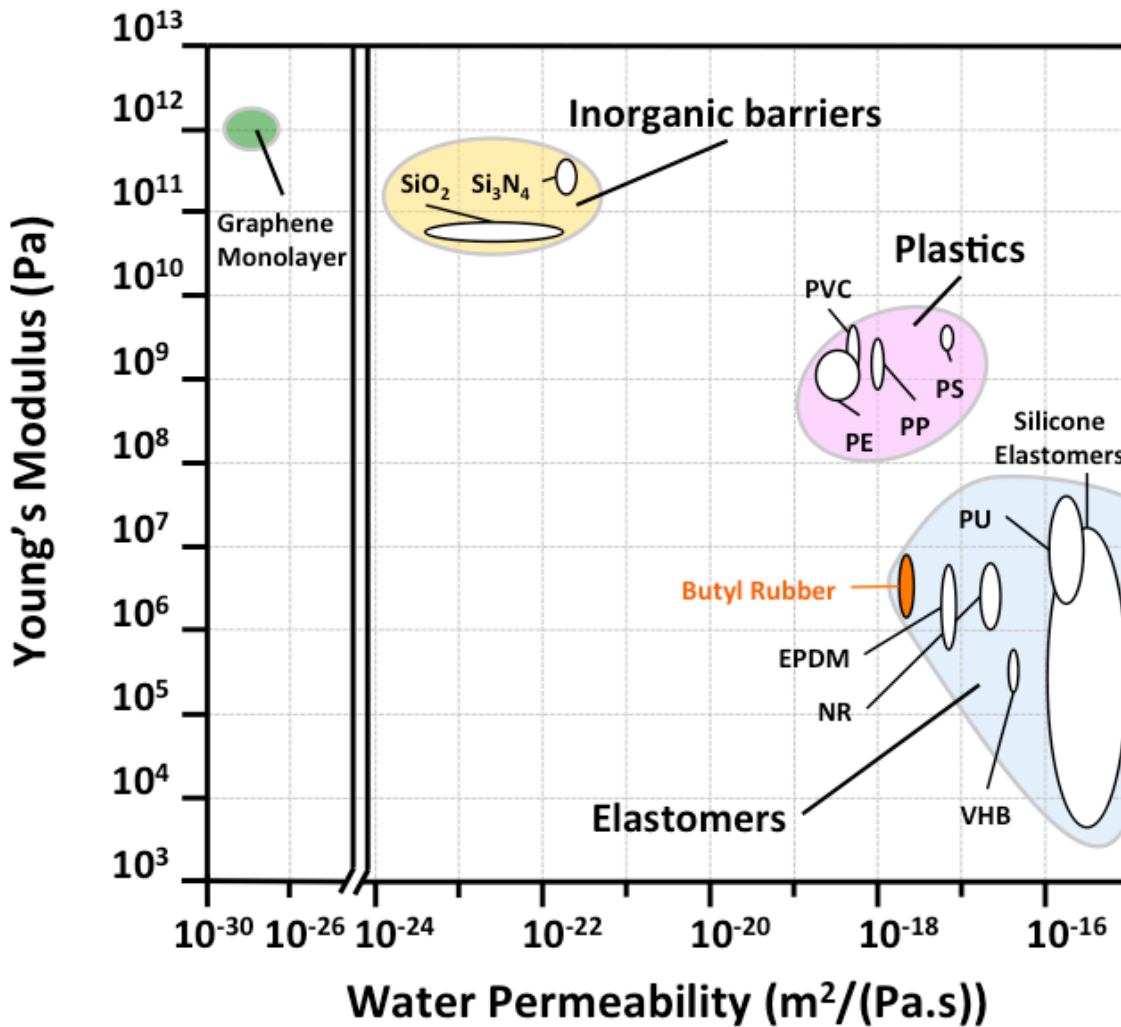 10¹³
10¹²
10¹¹
10¹⁰
10⁹
10⁸
10⁷
10⁶
10⁵
10⁴
10³
Young's Modulus (Pa)
Inorganic barriers
SiO₂ Si₃N₄
Graphene
Monolayer
Plastics
PVC
PS
PP
PE
Silicone
Elastomers
PU
Butyl Rubber
EPDM
NR
VHB
Elastomers
10⁻³⁰ 10⁻²⁶ 10⁻²⁴ 10⁻²² 10⁻²⁰ 10⁻¹⁸ 10⁻¹⁶
Water Permeability (m²/(Pa.s))